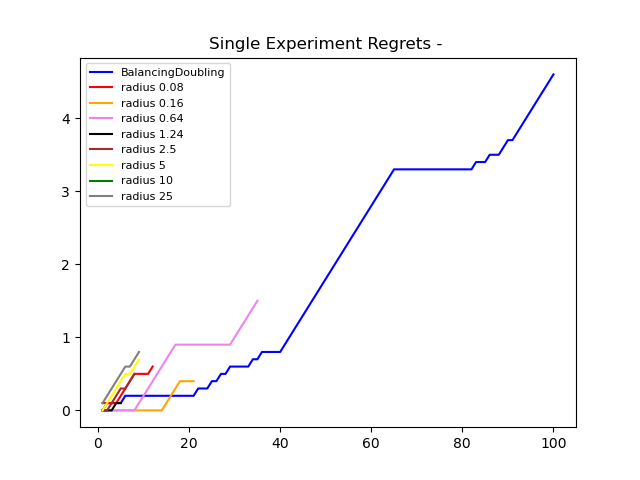 Single Experiment Regrets -
BalancingDoubling
radius 0.08
radius 0.16
radius 0.64
radius 1.24
radius 2.5
radius 5
radius 10
radius 25
4
3
2
1
0
0 20 40 60 80 100